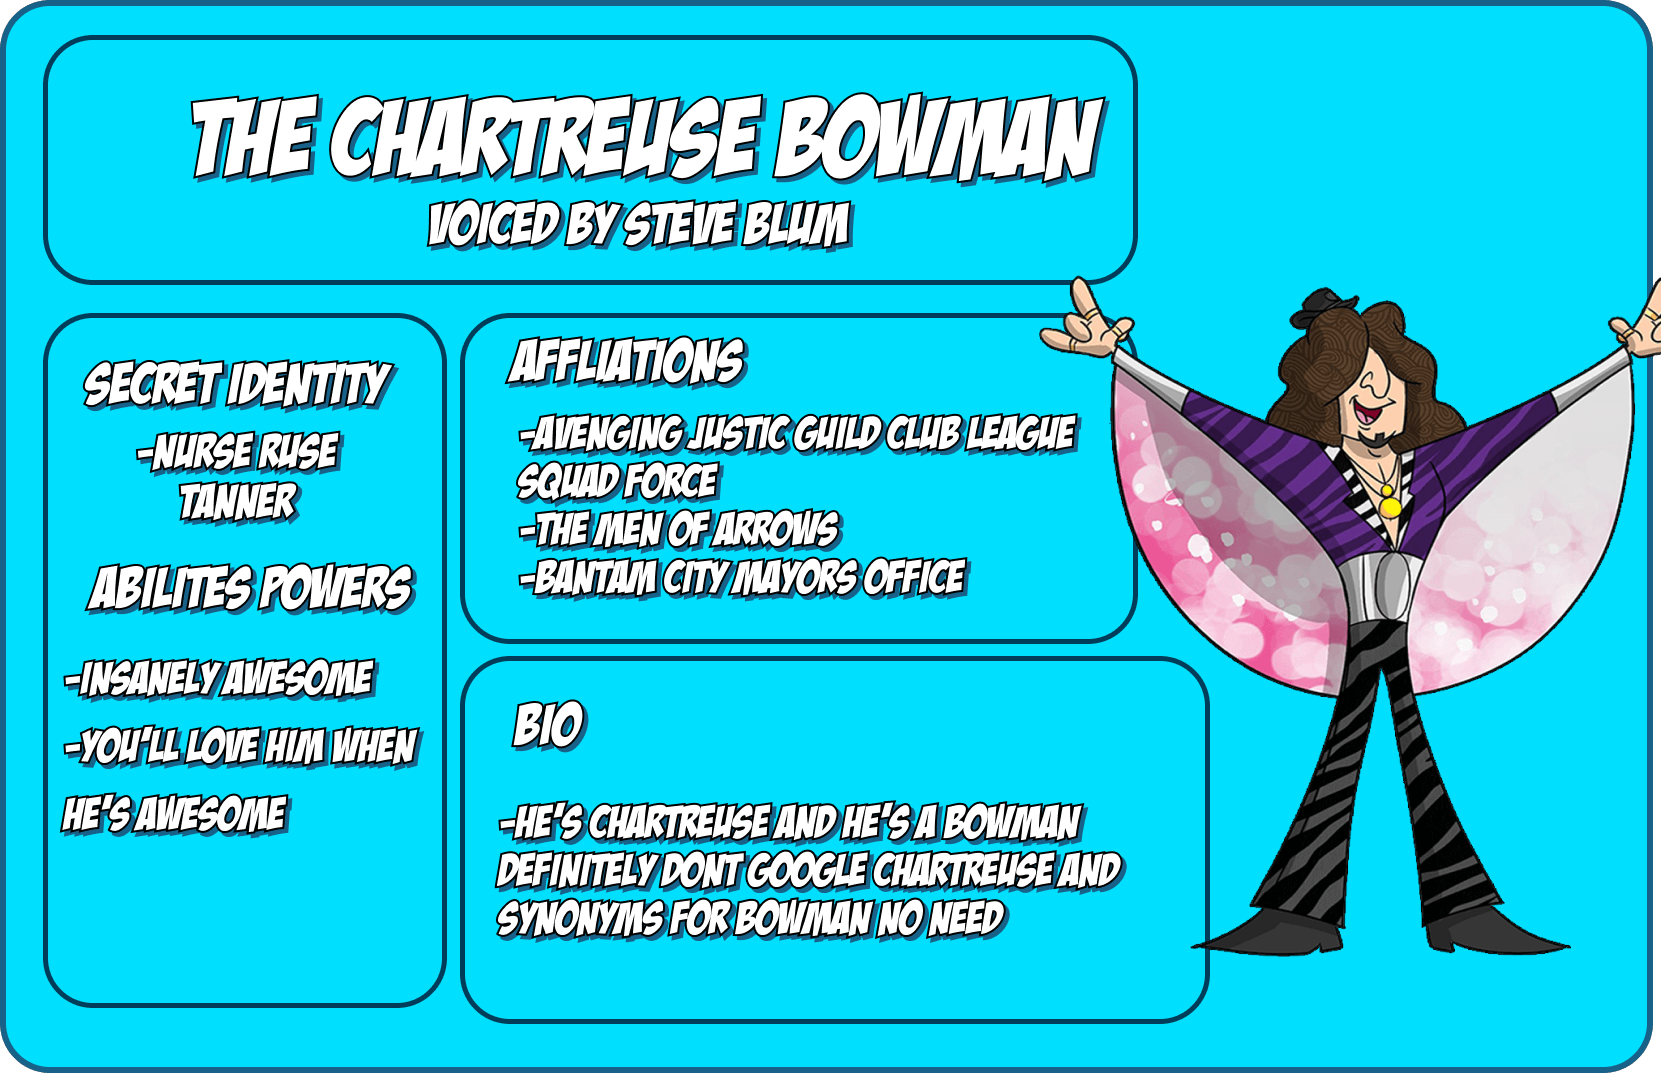 THE CHARTREUSE BOWMAN
VOICED BY STEVE BLUM
SECRET IDENTITY
-NURSE RUSE
TANNER
ABILITES POWERS
-INSANELY AWESOME
-YOU'LL LOVE HIM WHEN
HE'S AWESOME
AFFLIATIONS
-AVENGING JUSTIC GUILD CLUB LEAGUE
SQUAD FORCE
-THE MEN OF ARROWS
-BANTAM CITY MAYORS OFFICE
BIO
-HE'S CHARTREUSE AND HE'S A BOWMAN
DEFINITELY DONT GOOGLE CHARTREUSE AND
SYNONYMS FOR BOWMAN NO NEED